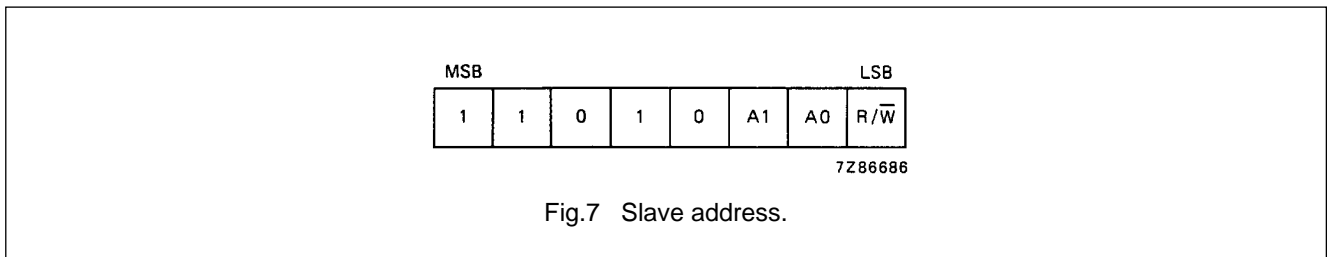 MSB LSB
1 1 0 1 0 A1 A0 R/W̅
7Z86686
Fig.7 Slave address.